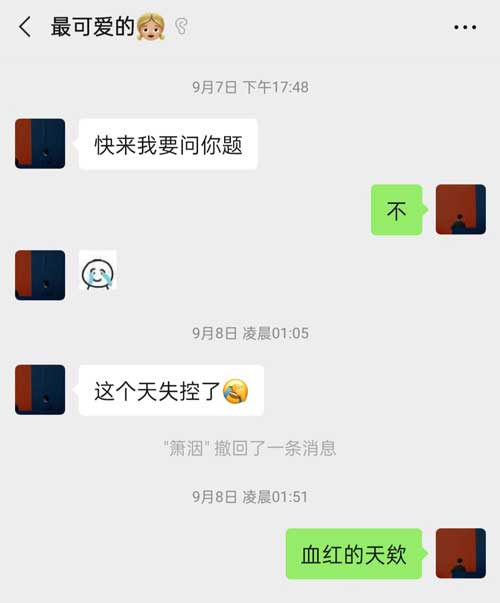 最可爱的👧🏼
9月7日 下午17:48
快来我要问你题
不
9月8日 凌晨01:05
这个天失控了🤣
"箫洇" 撤回了一条消息
9月8日 凌晨01:51
血红的天欸